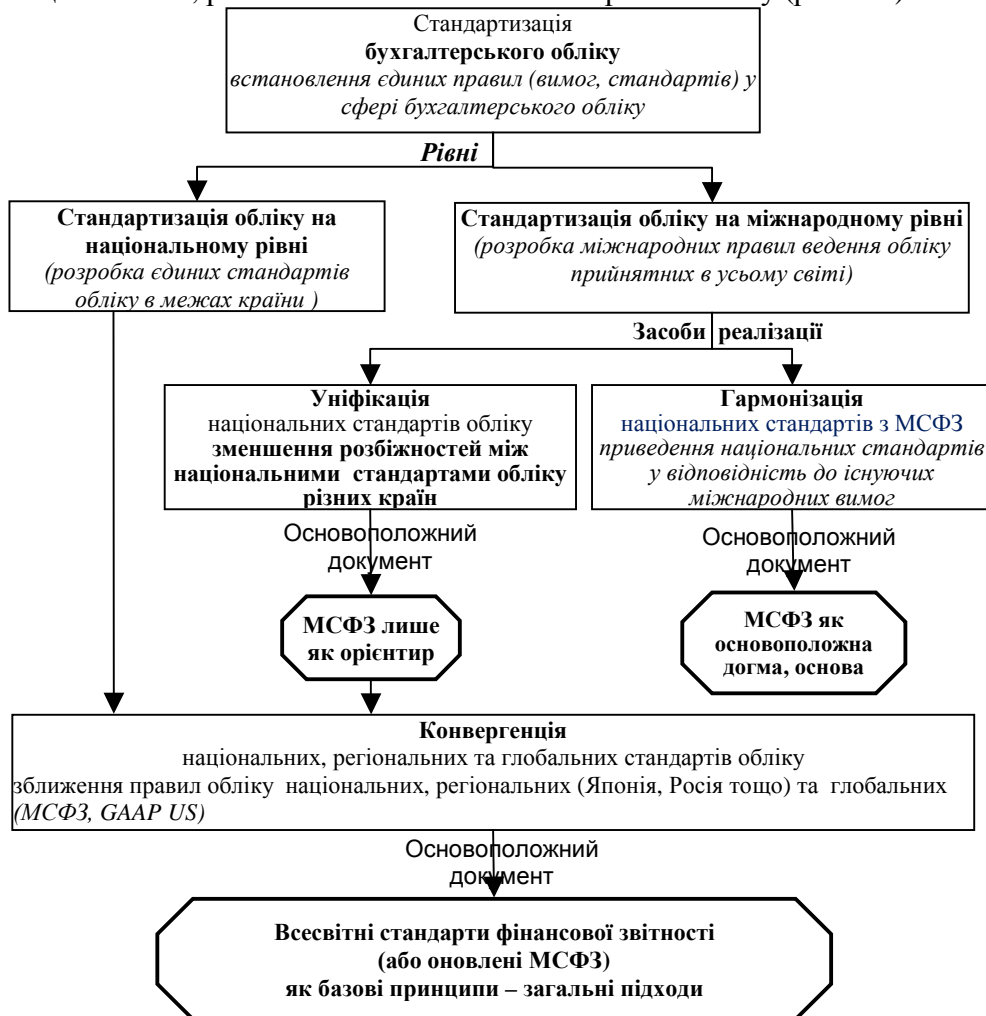 Стандартизація
бухгалтерського обліку
встановлення єдиних правил (вимог, стандартів) у
сфері бухгалтерського обліку
Рівні
Стандартизація обліку на
національному рівні
(розробка єдиних стандартів
обліку в межах країни )
Стандартизація обліку на міжнародному рівні
(розробка міжнародних правил ведення обліку
прийнятних в усьому світі)
Засоби реалізації
Уніфікація
національних стандартів обліку
зменшення розбіжностей між
національними стандартами обліку
різних країн
Гармонізація
національних стандартів з МСФЗ
приведення національних стандартів
у відповідність до існуючих
міжнародних вимог
Основоположний
документ
Основоположний
документ
МСФЗ лише
як орієнтир
МСФЗ як
основоположна
догма, основа
Конвергенція
національних, регіональних та глобальних стандартів обліку
зближення правил обліку національних, регіональних (Японія, Росія тощо) та глобальних
(МСФЗ, GAAP US)
Основоположний
документ
Всесвітні стандарти фінансової звітності
(або оновлені МСФЗ)
як базові принципи – загальні підходи